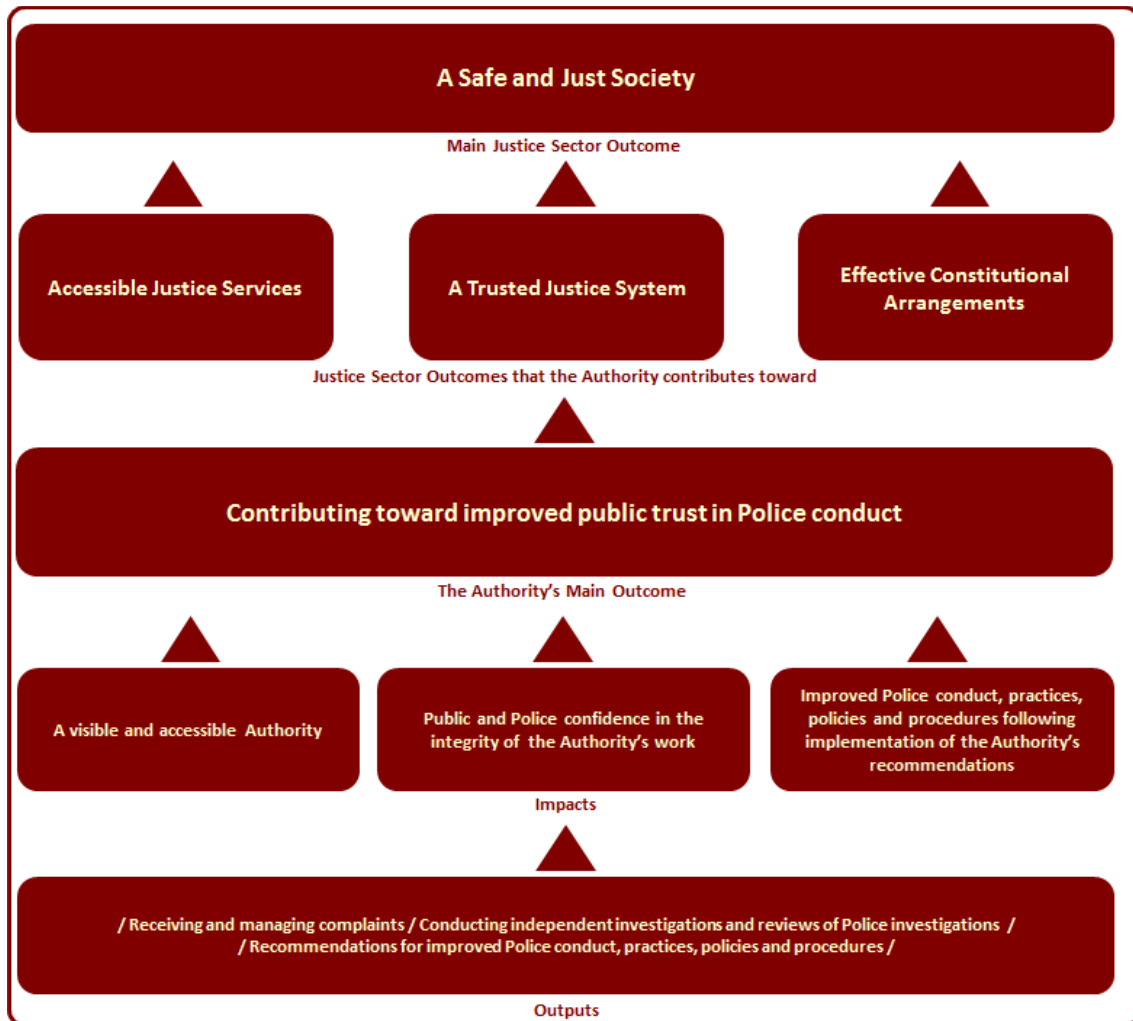 A Safe and Just Society
Main Justice Sector Outcome
Accessible Justice Services
A Trusted Justice System
Effective Constitutional
Arrangements
Justice Sector Outcomes that the Authority contributes toward
Contributing toward improved public trust in Police conduct
The Authority’s Main Outcome
A visible and accessible Authority
Public and Police confidence in the
integrity of the Authority’s work
Improved Police conduct, practices,
policies and procedures following
implementation of the Authority’s
recommendations
Impacts
/ Receiving and managing complaints / Conducting independent investigations and reviews of Police investigations /
/ Recommendations for improved Police conduct, practices, policies and procedures /
Outputs